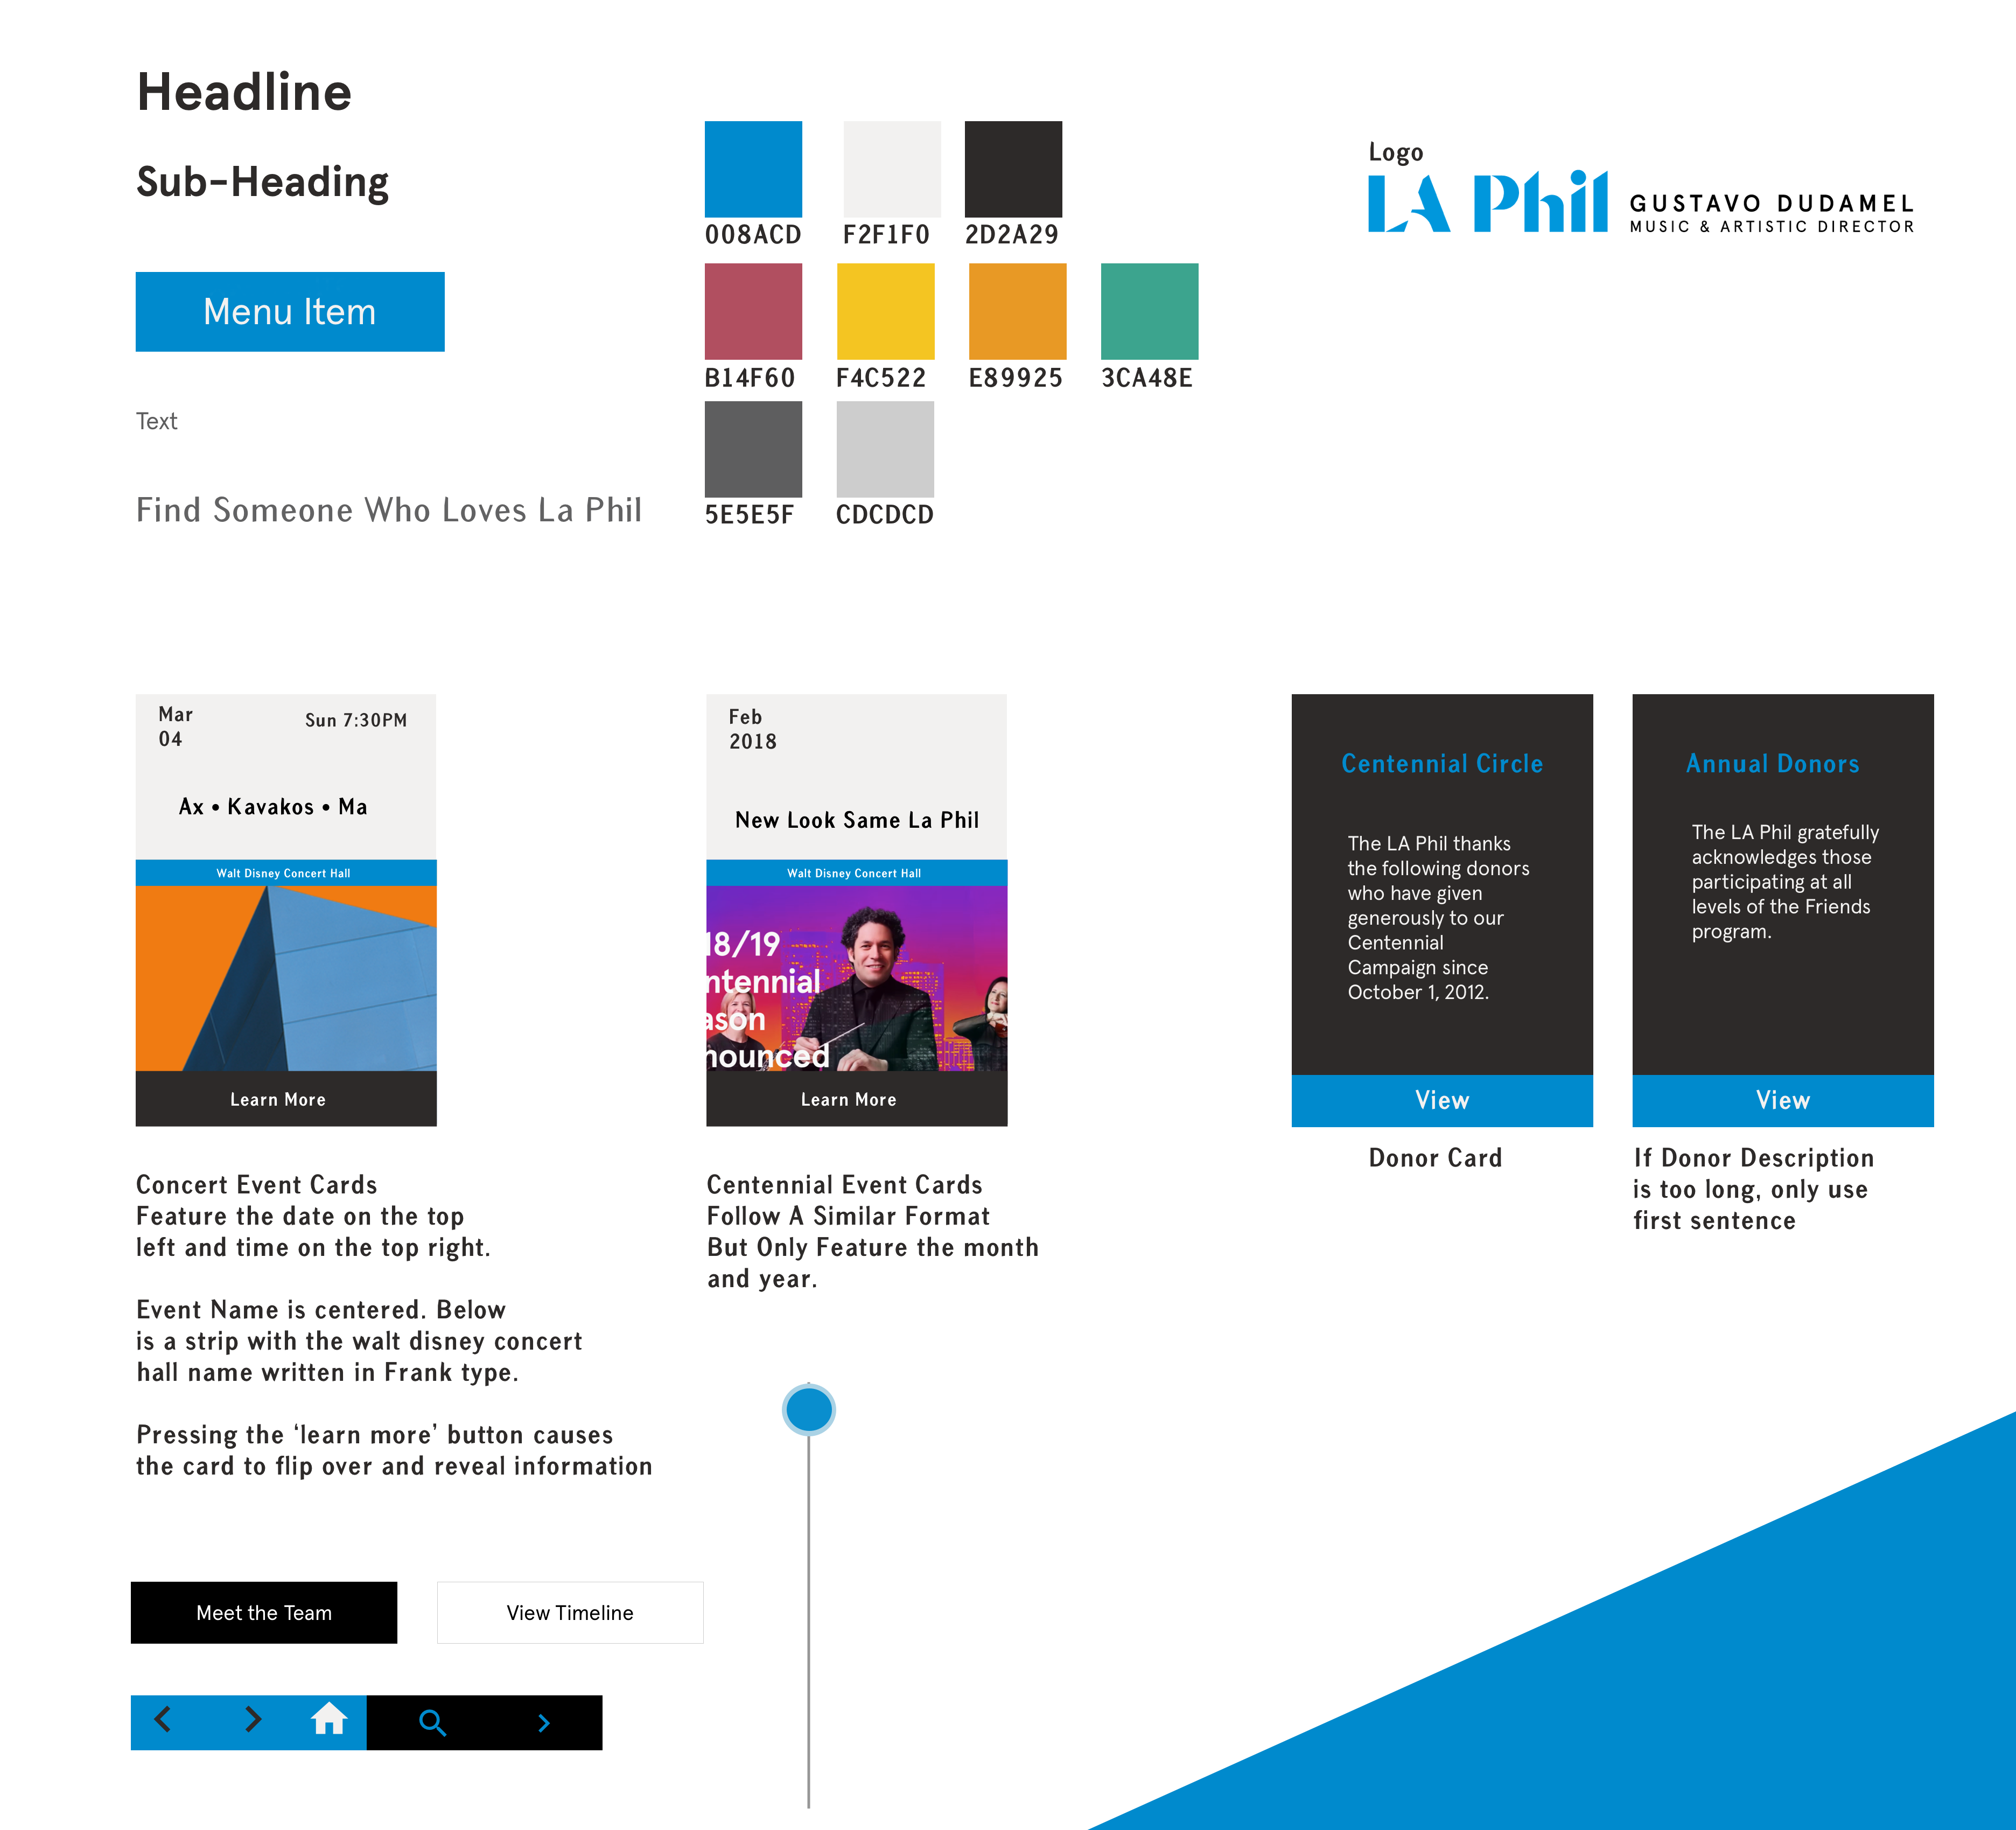 Headline
Sub-Heading
Menu Item
Text
Find Someone Who Loves La Phil
008ACD
F2F1F0
2D2A29
B14F60
F4C522
E89925
3CA48E
5E5E5F
CDCDCD
Logo
LA Phil
GUSTAVO DUDAMEL
MUSIC & ARTISTIC DIRECTOR
Mar
04
Sun 7:30PM
Ax • Kavakos • Ma
Walt Disney Concert Hall
Learn More
Concert Event Cards
Feature the date on the top
left and time on the top right.
Event Name is centered. Below
is a strip with the walt disney concert
hall name written in Frank type.
Pressing the ‘learn more’ button causes
the card to flip over and reveal information
Feb
2018
New Look Same La Phil
Walt Disney Concert Hall
18/19
ntennial
ason
nounced
Learn More
Centennial Event Cards
Follow A Similar Format
But Only Feature the month
and year.
Centennial Circle
The LA Phil thanks
the following donors
who have given
generously to our
Centennial
Campaign since
October 1, 2012.
View
Donor Card
Annual Donors
The LA Phil gratefully
acknowledges those
participating at all
levels of the Friends
program.
View
If Donor Description
is too long, only use
first sentence
Meet the Team
View Timeline